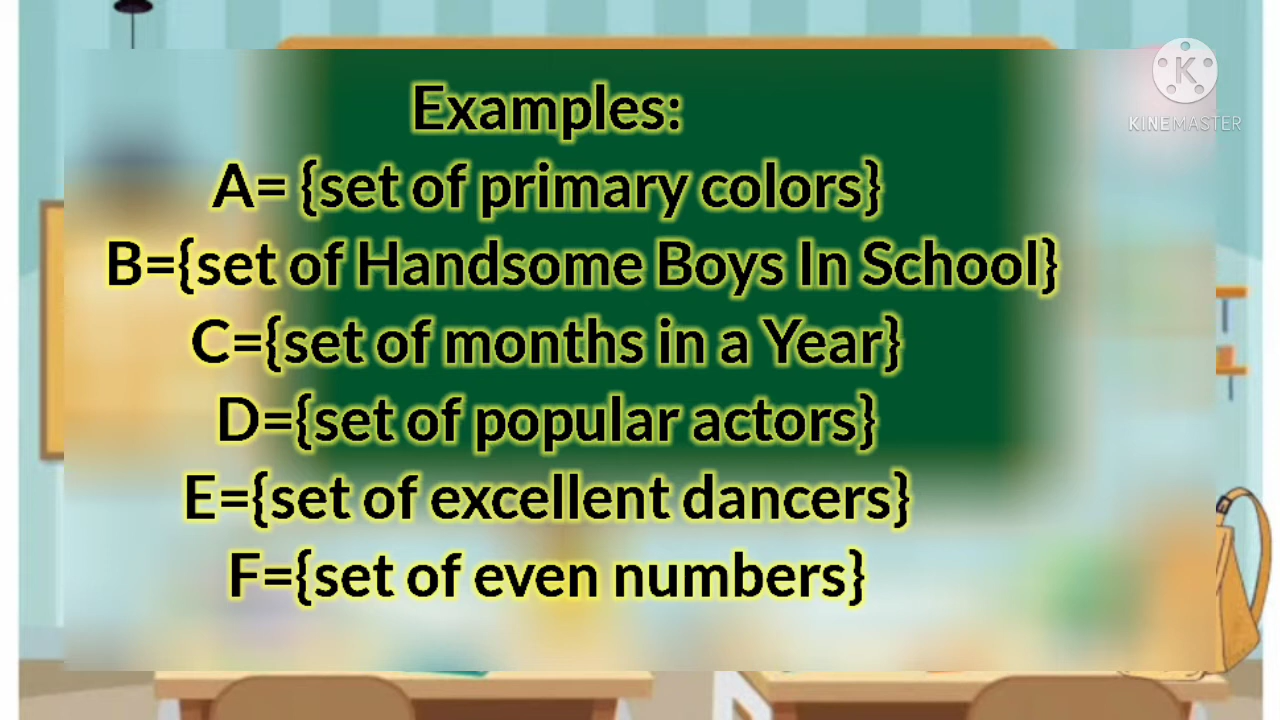 Examples:
A= {set of primary colors}
B={set of Handsome Boys In School}
C={set of months in a Year}
D={set of popular actors}
E={set of excellent dancers}
F={set of even numbers}
K
KINEMASTER